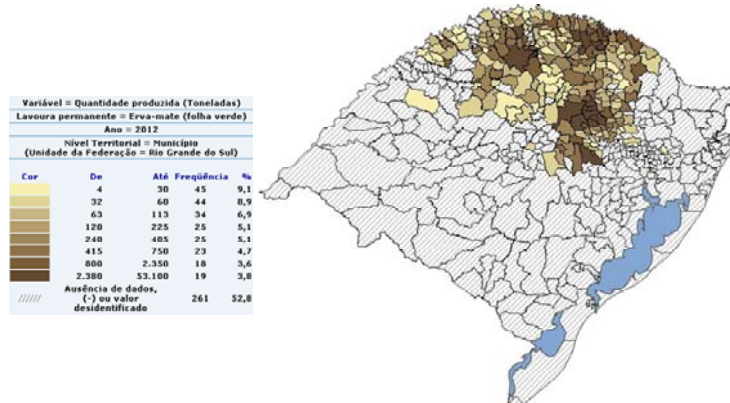 Variável = Quantidade produzida (Toneladas)
Lavoura permanente = Erva-mate (folha verde)
Ano = 2012
Nível Territorial = Município
(Unidade da Federação = Rio Grande do Sul)
Cor De Até Freqüência %
4 30 45 9,1
32 60 44 8,9
63 113 34 6,9
120 225 25 5,1
240 405 25 5,1
415 750 23 4,7
800 2.350 18 3,6
2.380 53.100 19 3,8
Ausência de dados,
(-) ou valor 261 52,8
desidentificado